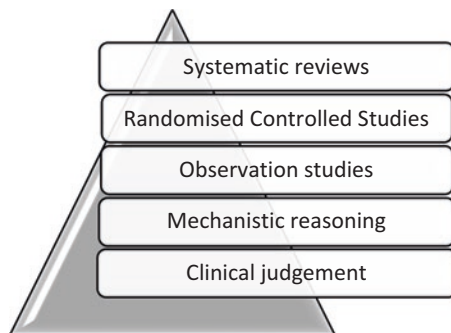 Systematic reviews
Randomised Controlled Studies
Observation studies
Mechanistic reasoning
Clinical judgement